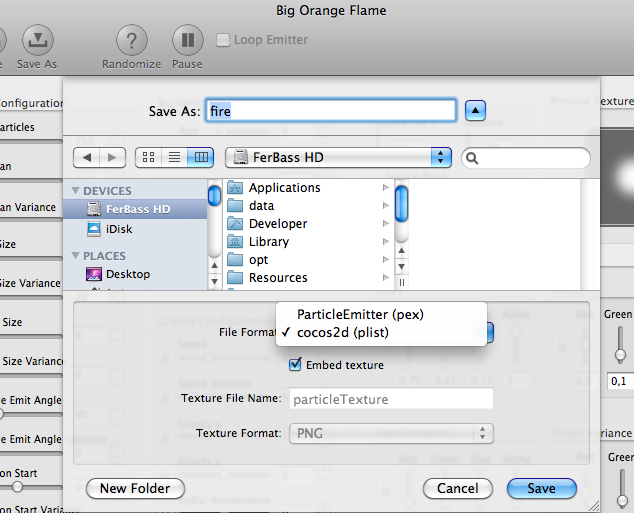 Big Orange Flame
Save As
Randomize
Pause
Loop Emitter
Configuration
Particle Texture
articles
an
an Variance
Size
Size Variance
Size
Size Variance
e Emit Angle
e Emit Angle
on Start
on Start Variance
Save As: fire
FerBass HD
DEVICES
FerBass HD
iDisk
PLACES
Desktop
Applications
data
Developer
Library
opt
Resources
File Format:
ParticleEmitter (pex)
✓ cocos2d (plist)
Embed texture
Texture File Name: particleTexture
Texture Format: PNG
New Folder
Cancel
Save
Green
0,1
Green